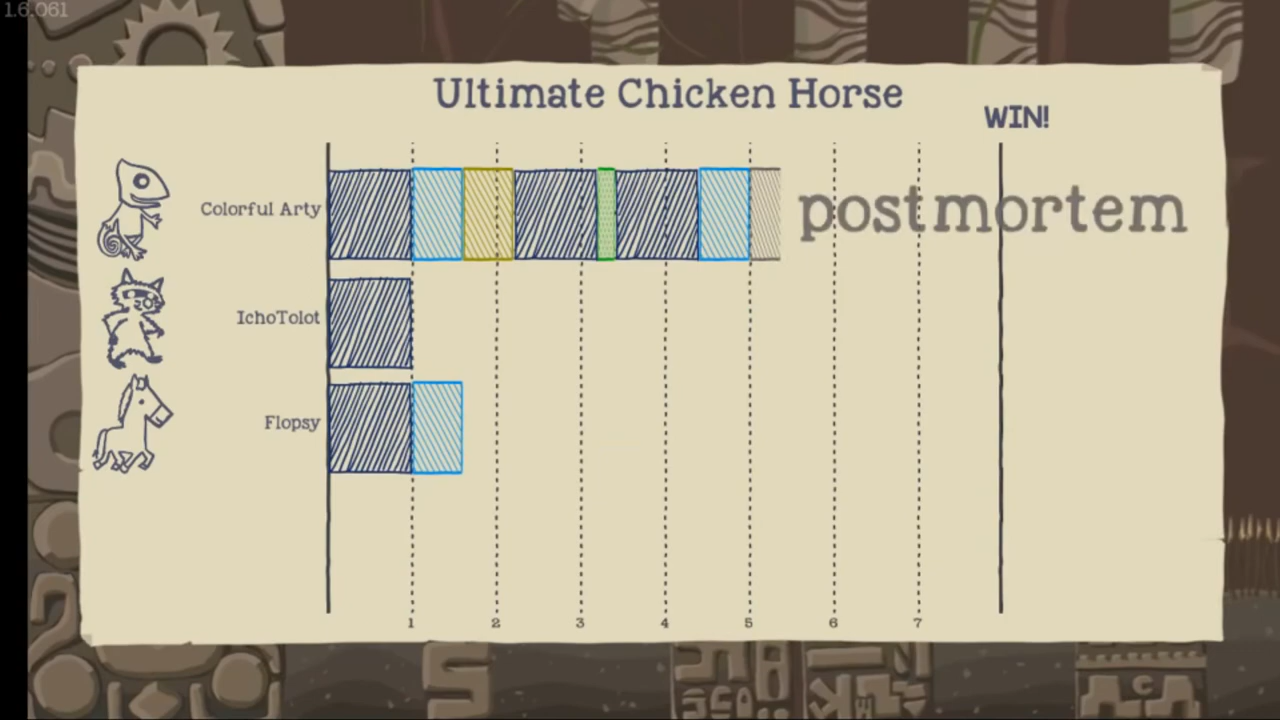 1.6.061
Ultimate Chicken Horse
WIN!
Colorful Arty
postmortem
IchoTolot
Flopsy
1 2 3 4 5 6 7